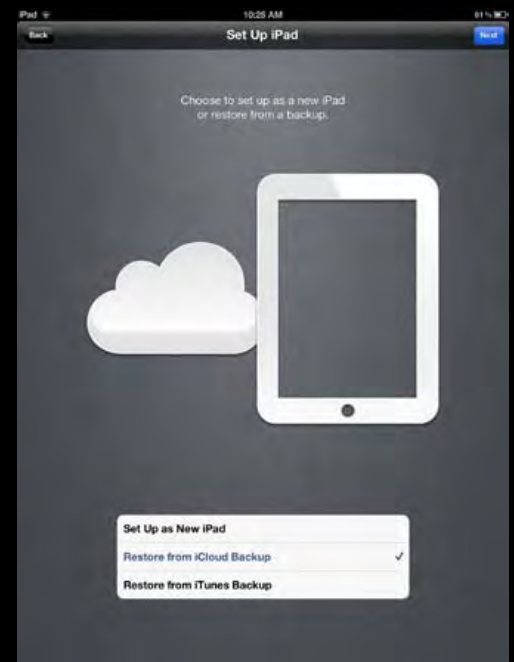 iPad
10:25 AM
81%
Back
Set Up iPad
Next
Choose to set up as a new iPad
or restore from a backup.
Set Up as New iPad
Restore from iCloud Backup
Restore from iTunes Backup